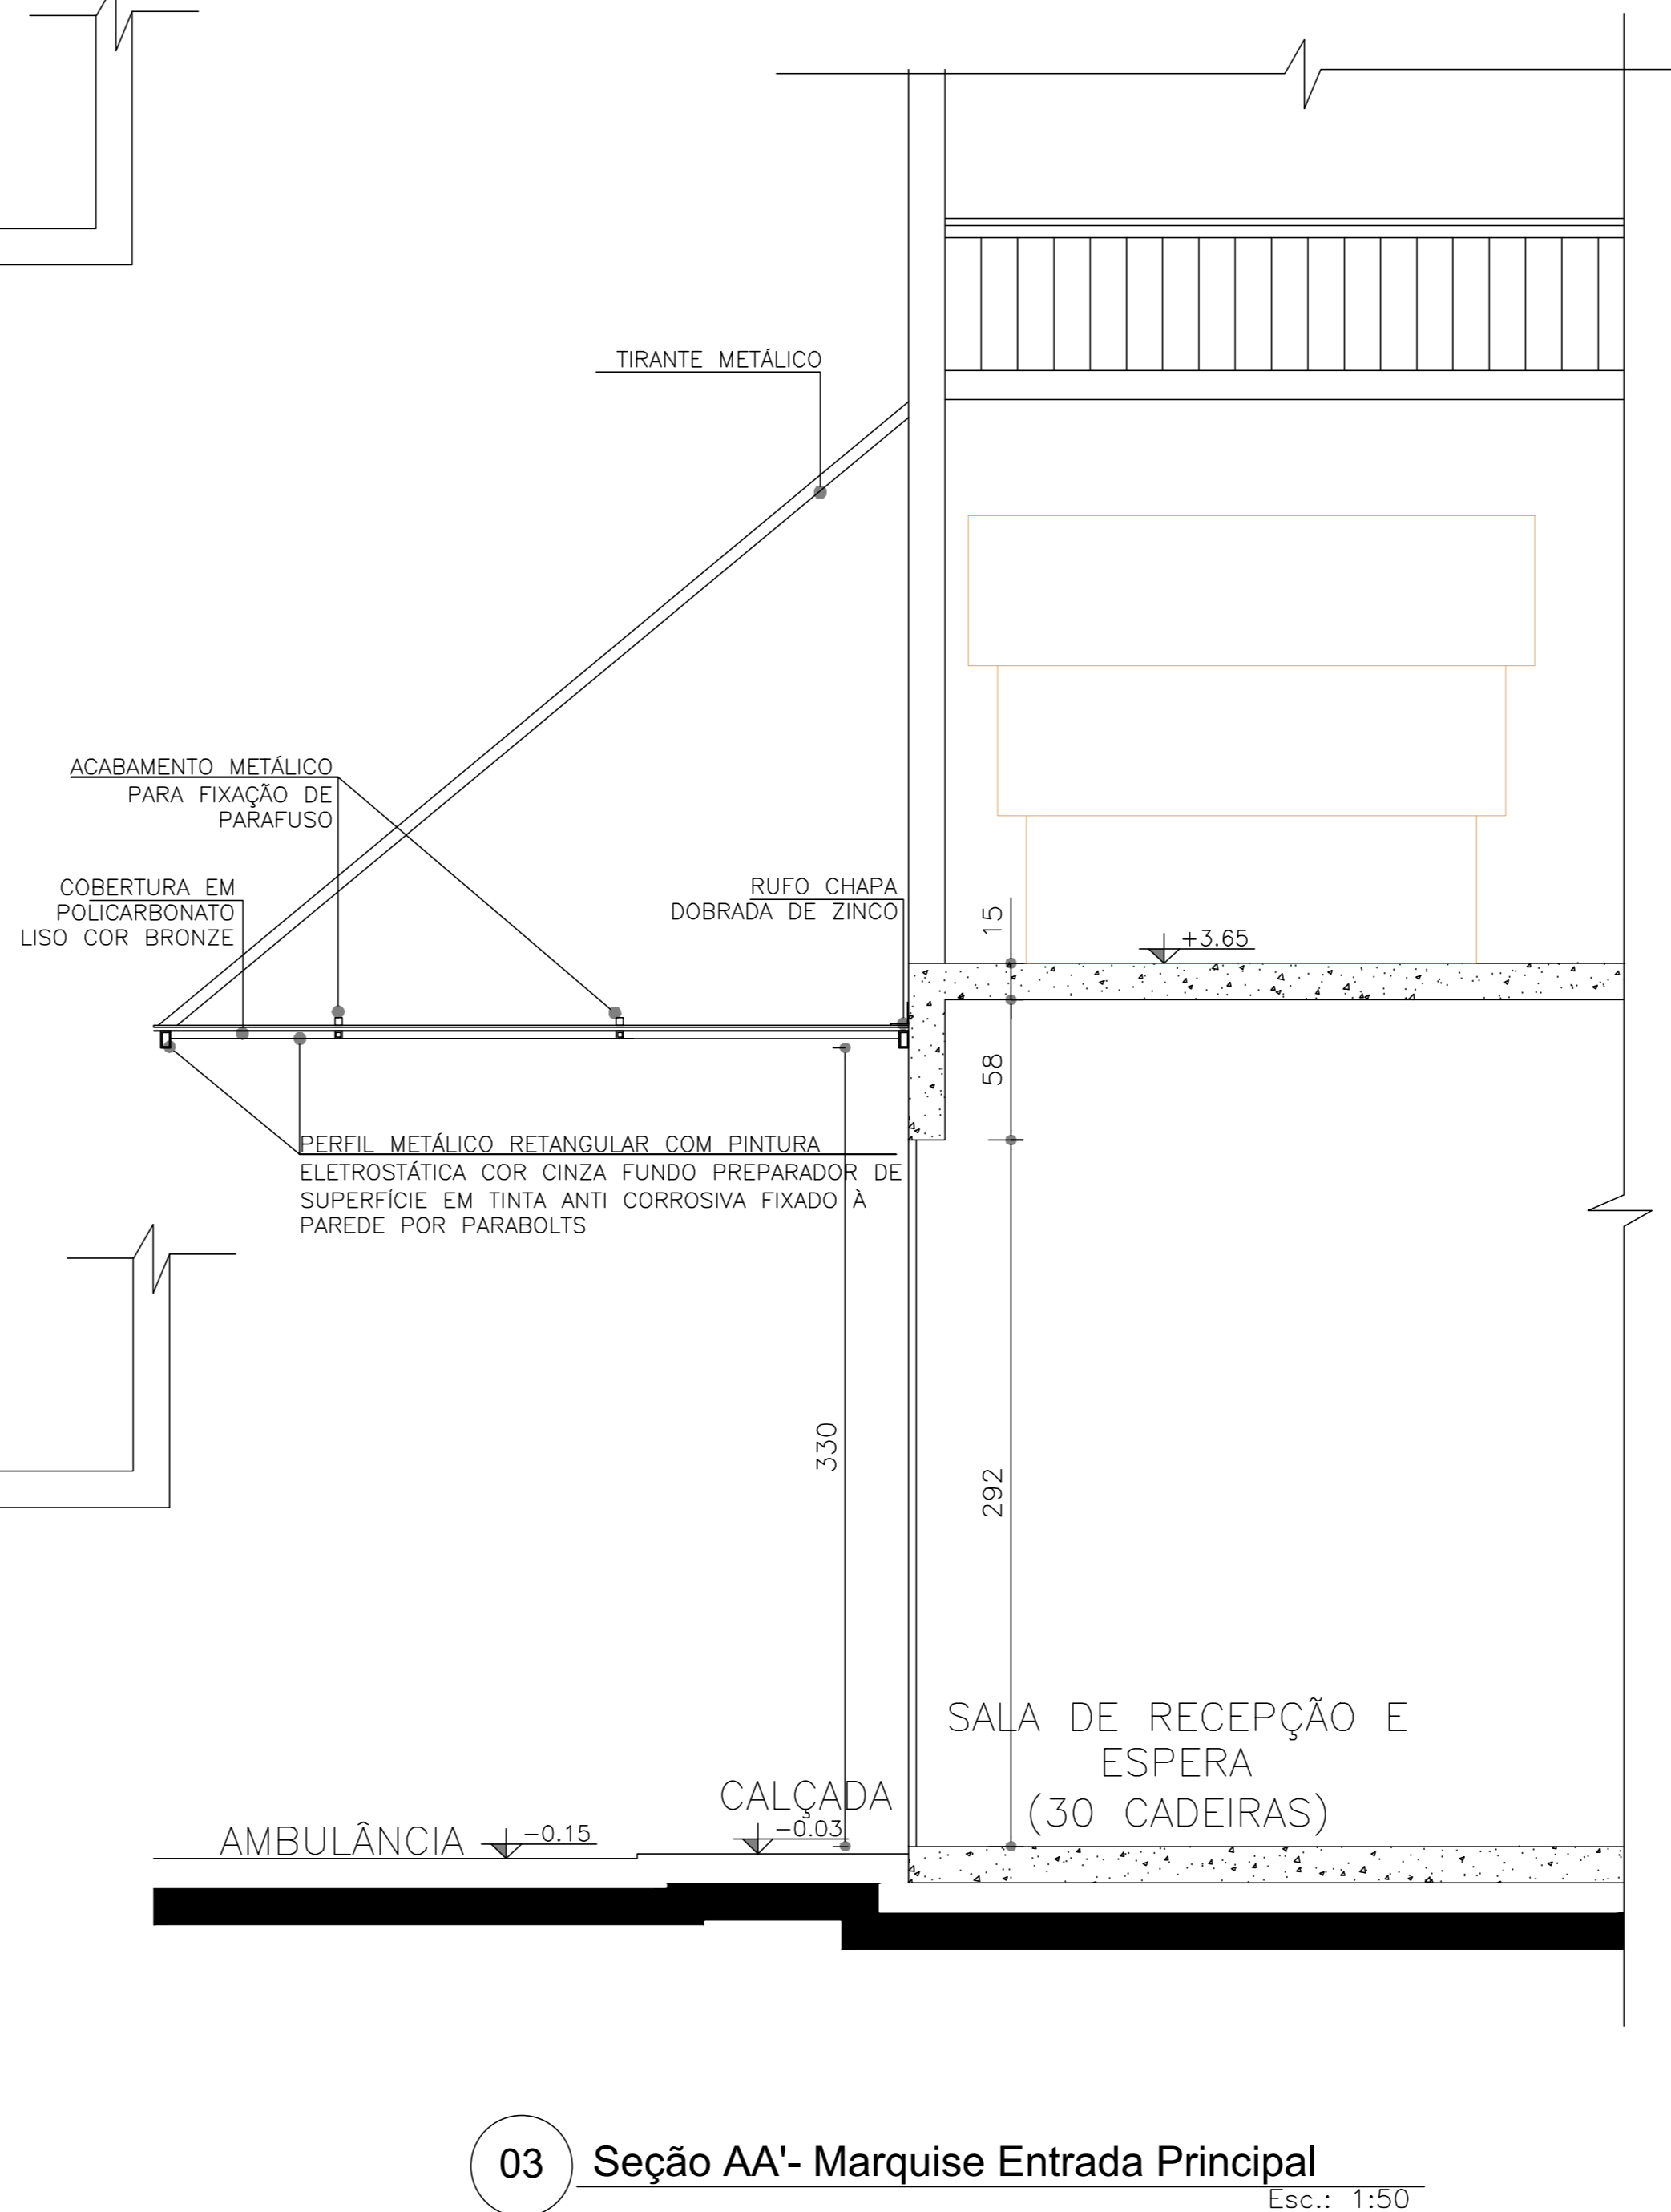 TIRANTE METÁLICO
ACABAMENTO METÁLICO
PARA FIXAÇÃO DE
PARAFUSO
COBERTURA EM
POLICARBONATO
LISO COR BRONZE
RUFO CHAPA
DOBRADA DE ZINCO
15
+3.65
58
PERFIL METÁLICO RETANGULAR COM PINTURA
ELETROSTÁTICA COR CINZA FUNDO PREPARADOR DE
SUPERFÍCIE EM TINTA ANTI CORROSIVA FIXADO À
PAREDE POR PARABOLTS
330
292
SALA DE RECEPÇÃO E
ESPERA
(30 CADEIRAS)
CALÇADA
-0.03
AMBULÂNCIA
-0.15
03
Seção AA'- Marquise Entrada Principal
Esc.: 1:50